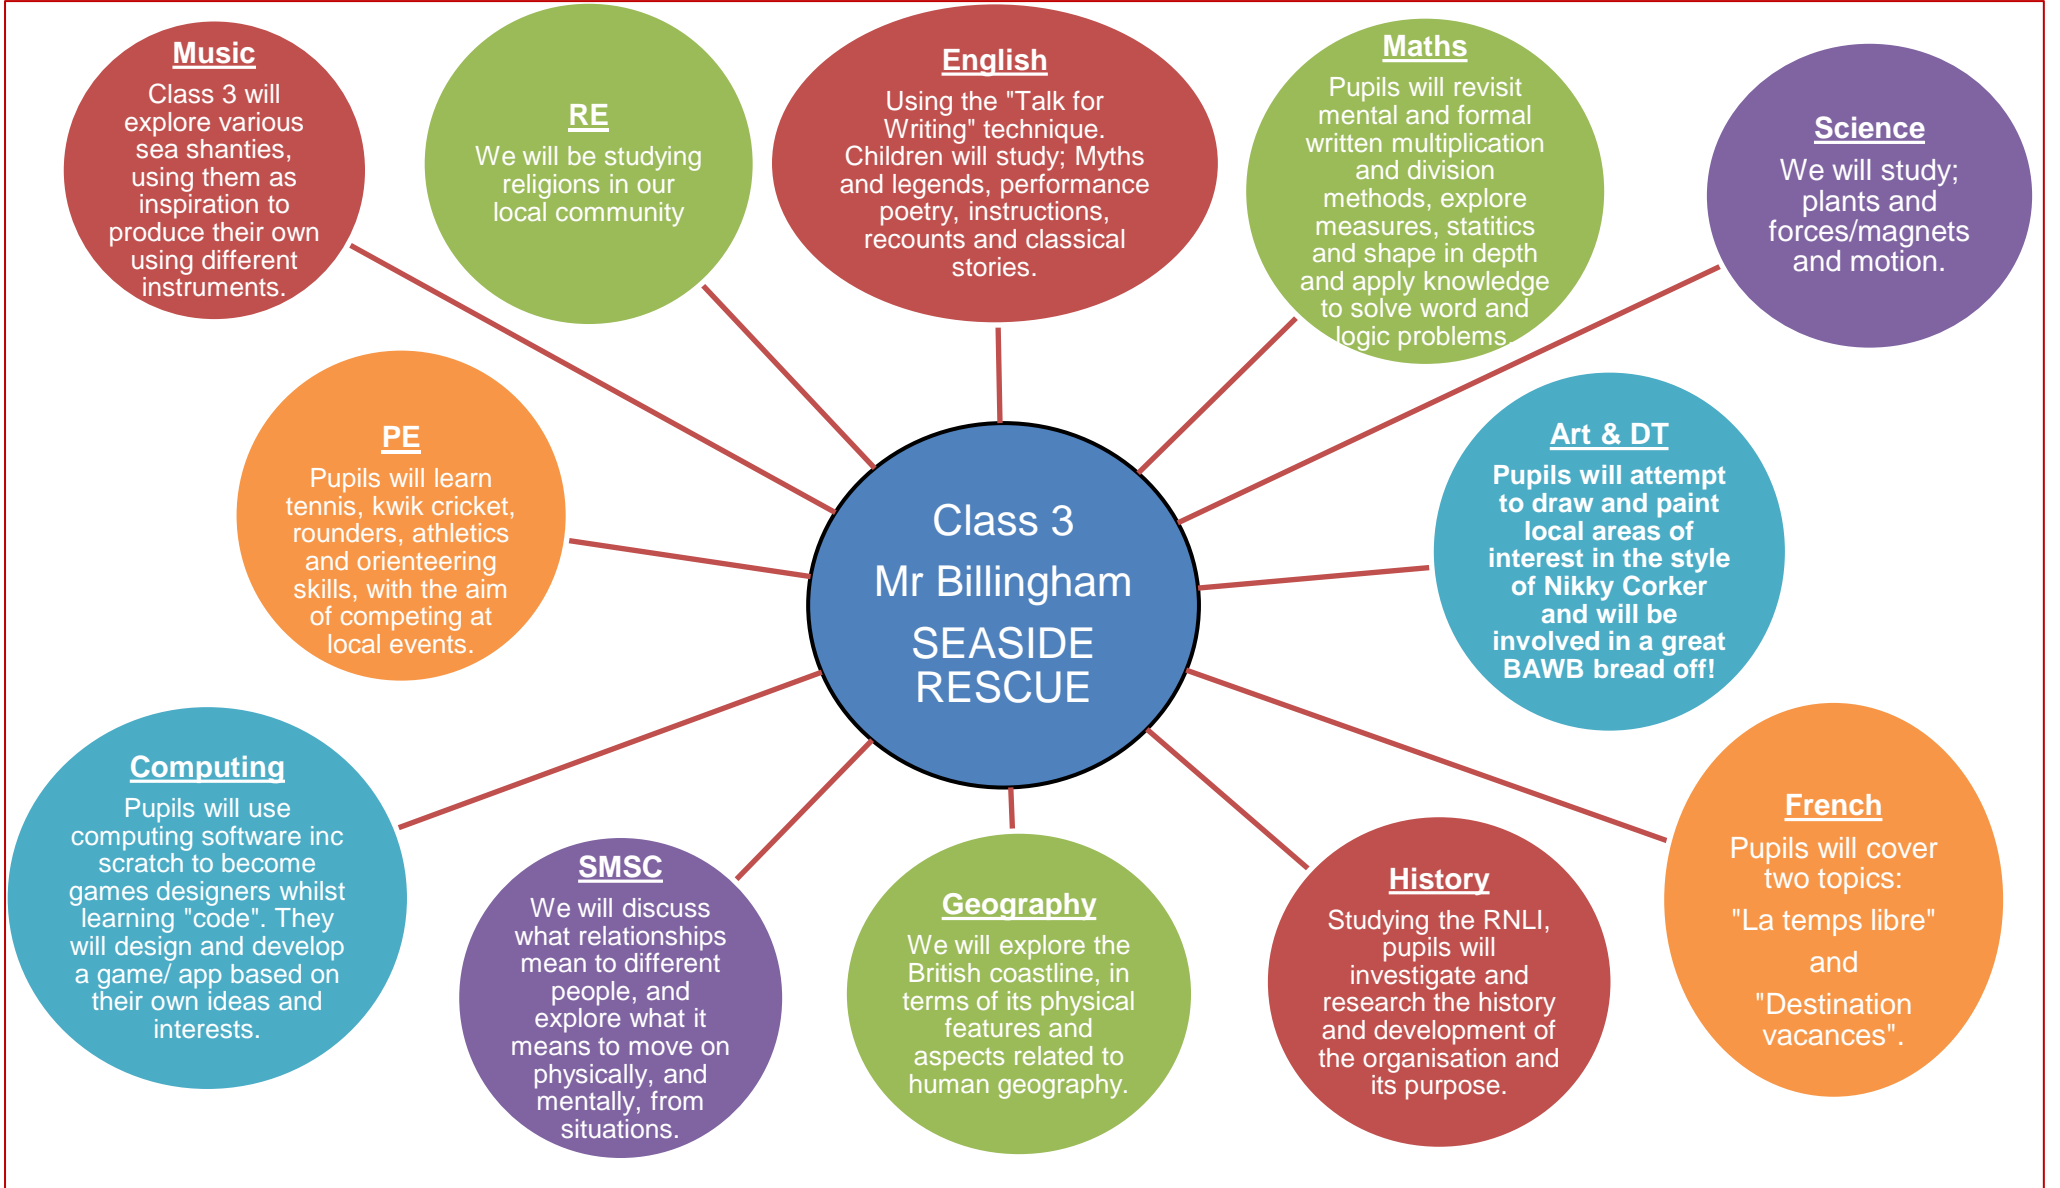 Music
Class 3 will
explore various
sea shanties,
using them as
inspiration to
produce their own
using different
instruments.
RE
We will be studying
religions in our
local community
English
Using the "Talk for
Writing" technique.
Children will study; Myths
and legends, performance
poetry, instructions,
recounts and classical
stories.
Maths
Pupils will revisit
mental and formal
written multiplication
and division
methods, explore
measures, statitics
and shape in depth
and apply knowledge
to solve word and
logic problems.
Science
We will study;
plants and
forces/magnets
and motion.
PE
Pupils will learn
tennis, kwik cricket,
rounders, athletics
and orienteering
skills, with the aim
of competing at
local events.
Class 3
Mr Billingham
SEASIDE
RESCUE
Art & DT
Pupils will attempt
to draw and paint
local areas of
interest in the style
of Nikky Corker
and will be
involved in a great
BAWB bread off!
Computing
Pupils will use
computing software inc
scratch to become
games designers whilst
learning "code". They
will design and develop
a game/ app based on
their own ideas and
interests.
SMSC
We will discuss
what relationships
mean to different
people, and
explore what it
means to move on
physically, and
mentally, from
situations.
Geography
We will explore the
British coastline, in
terms of its physical
features and
aspects related to
human geography.
History
Studying the RNLI,
pupils will
investigate and
research the history
and development of
the organisation and
its purpose.
French
Pupils will cover
two topics:
"La temps libre"
and
"Destination
vacances".